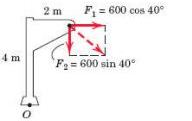 2 m
F₁ = 600 cos 40°
4 m
F₂ = 600 sin 40°
O